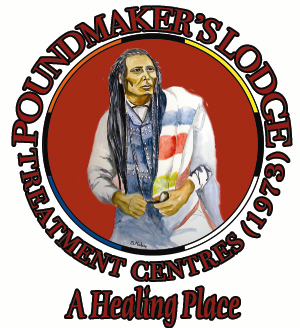 POUNDMAKER'S LODGE
TREATMENT CENTRES (1973)
A Healing Place